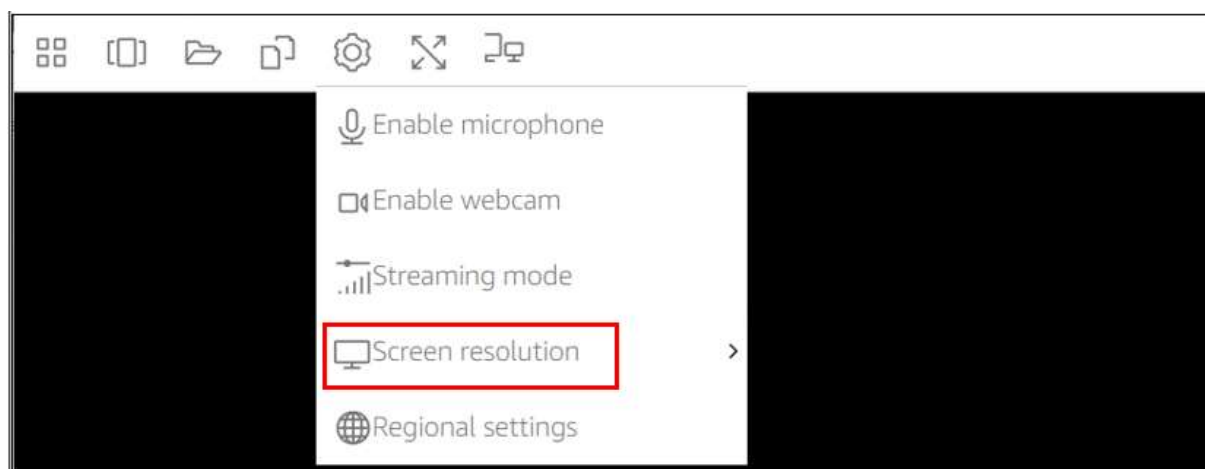 Enable microphone
Enable webcam
Streaming mode
Screen resolution
Regional settings